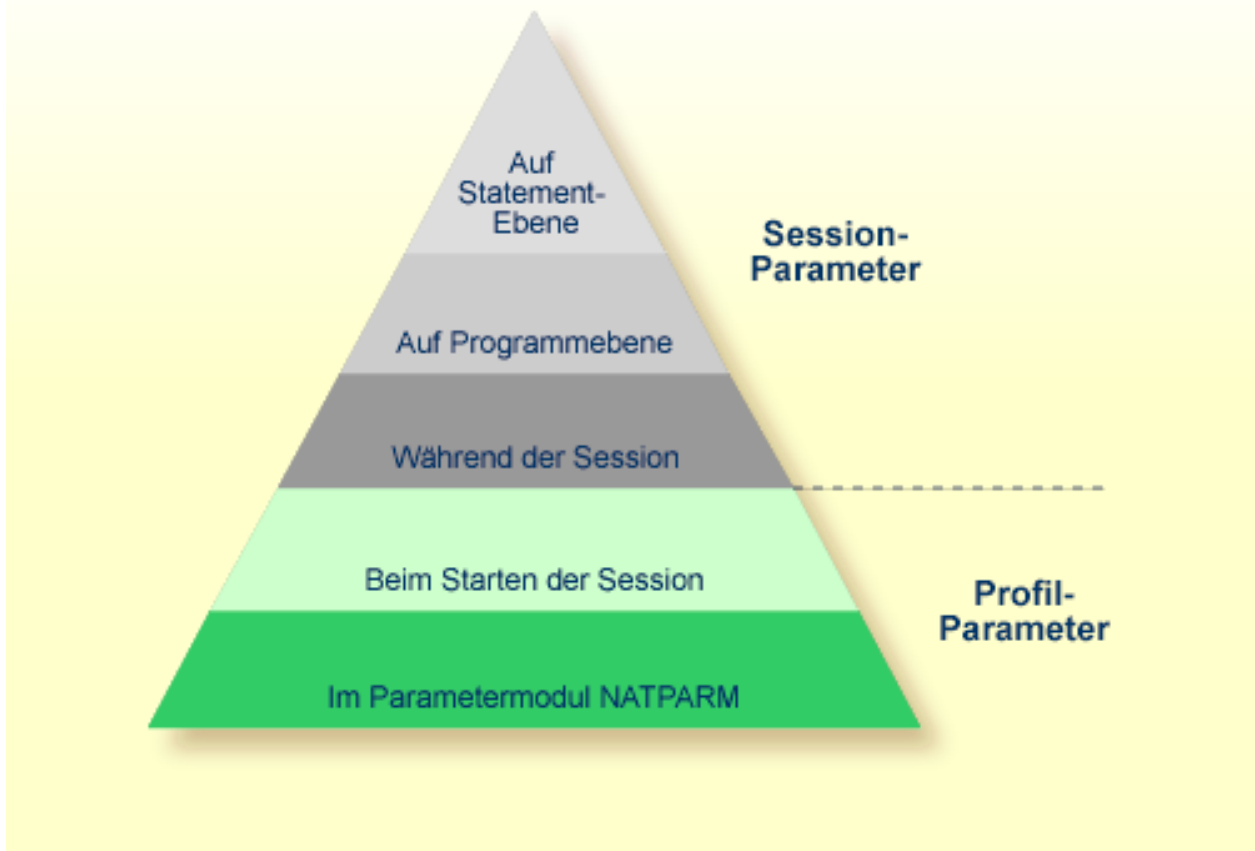 Auf
Statement-
Ebene
Session-
Parameter
Auf Programmebene
Während der Session
Beim Starten der Session
Profil-
Parameter
Im Parametermodul NATPARM